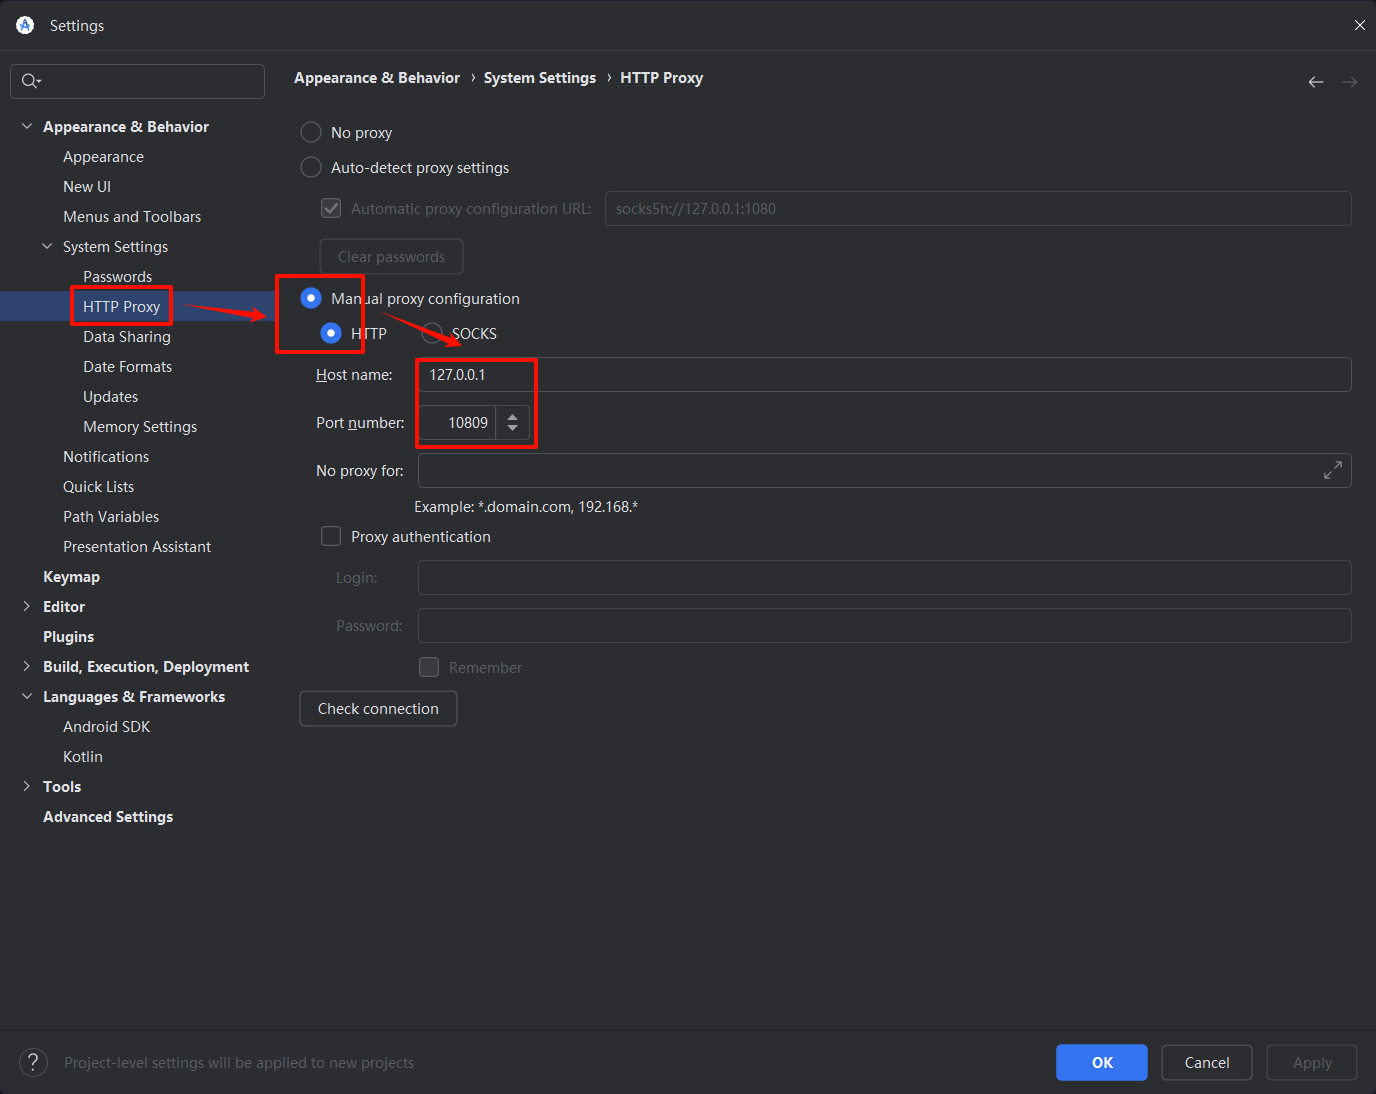 Settings
Appearance & Behavior › System Settings › HTTP Proxy
Appearance & Behavior
Appearance
New UI
Menus and Toolbars
System Settings
Passwords
HTTP Proxy
Data Sharing
Date Formats
Updates
Memory Settings
Notifications
Quick Lists
Path Variables
Presentation Assistant
Keymap
Editor
Plugins
Build, Execution, Deployment
Languages & Frameworks
Android SDK
Kotlin
Tools
Advanced Settings
No proxy
Auto-detect proxy settings
Automatic proxy configuration URL: socks5h://127.0.0.1:1080
Clear passwords
Manual proxy configuration
HTTP SOCKS
Host name: 127.0.0.1
Port number: 10809
No proxy for:
Example: *.domain.com, 192.168.*
Proxy authentication
Login:
Password:
Remember
Check connection
? Project-level settings will be applied to new projects
OK Cancel Apply